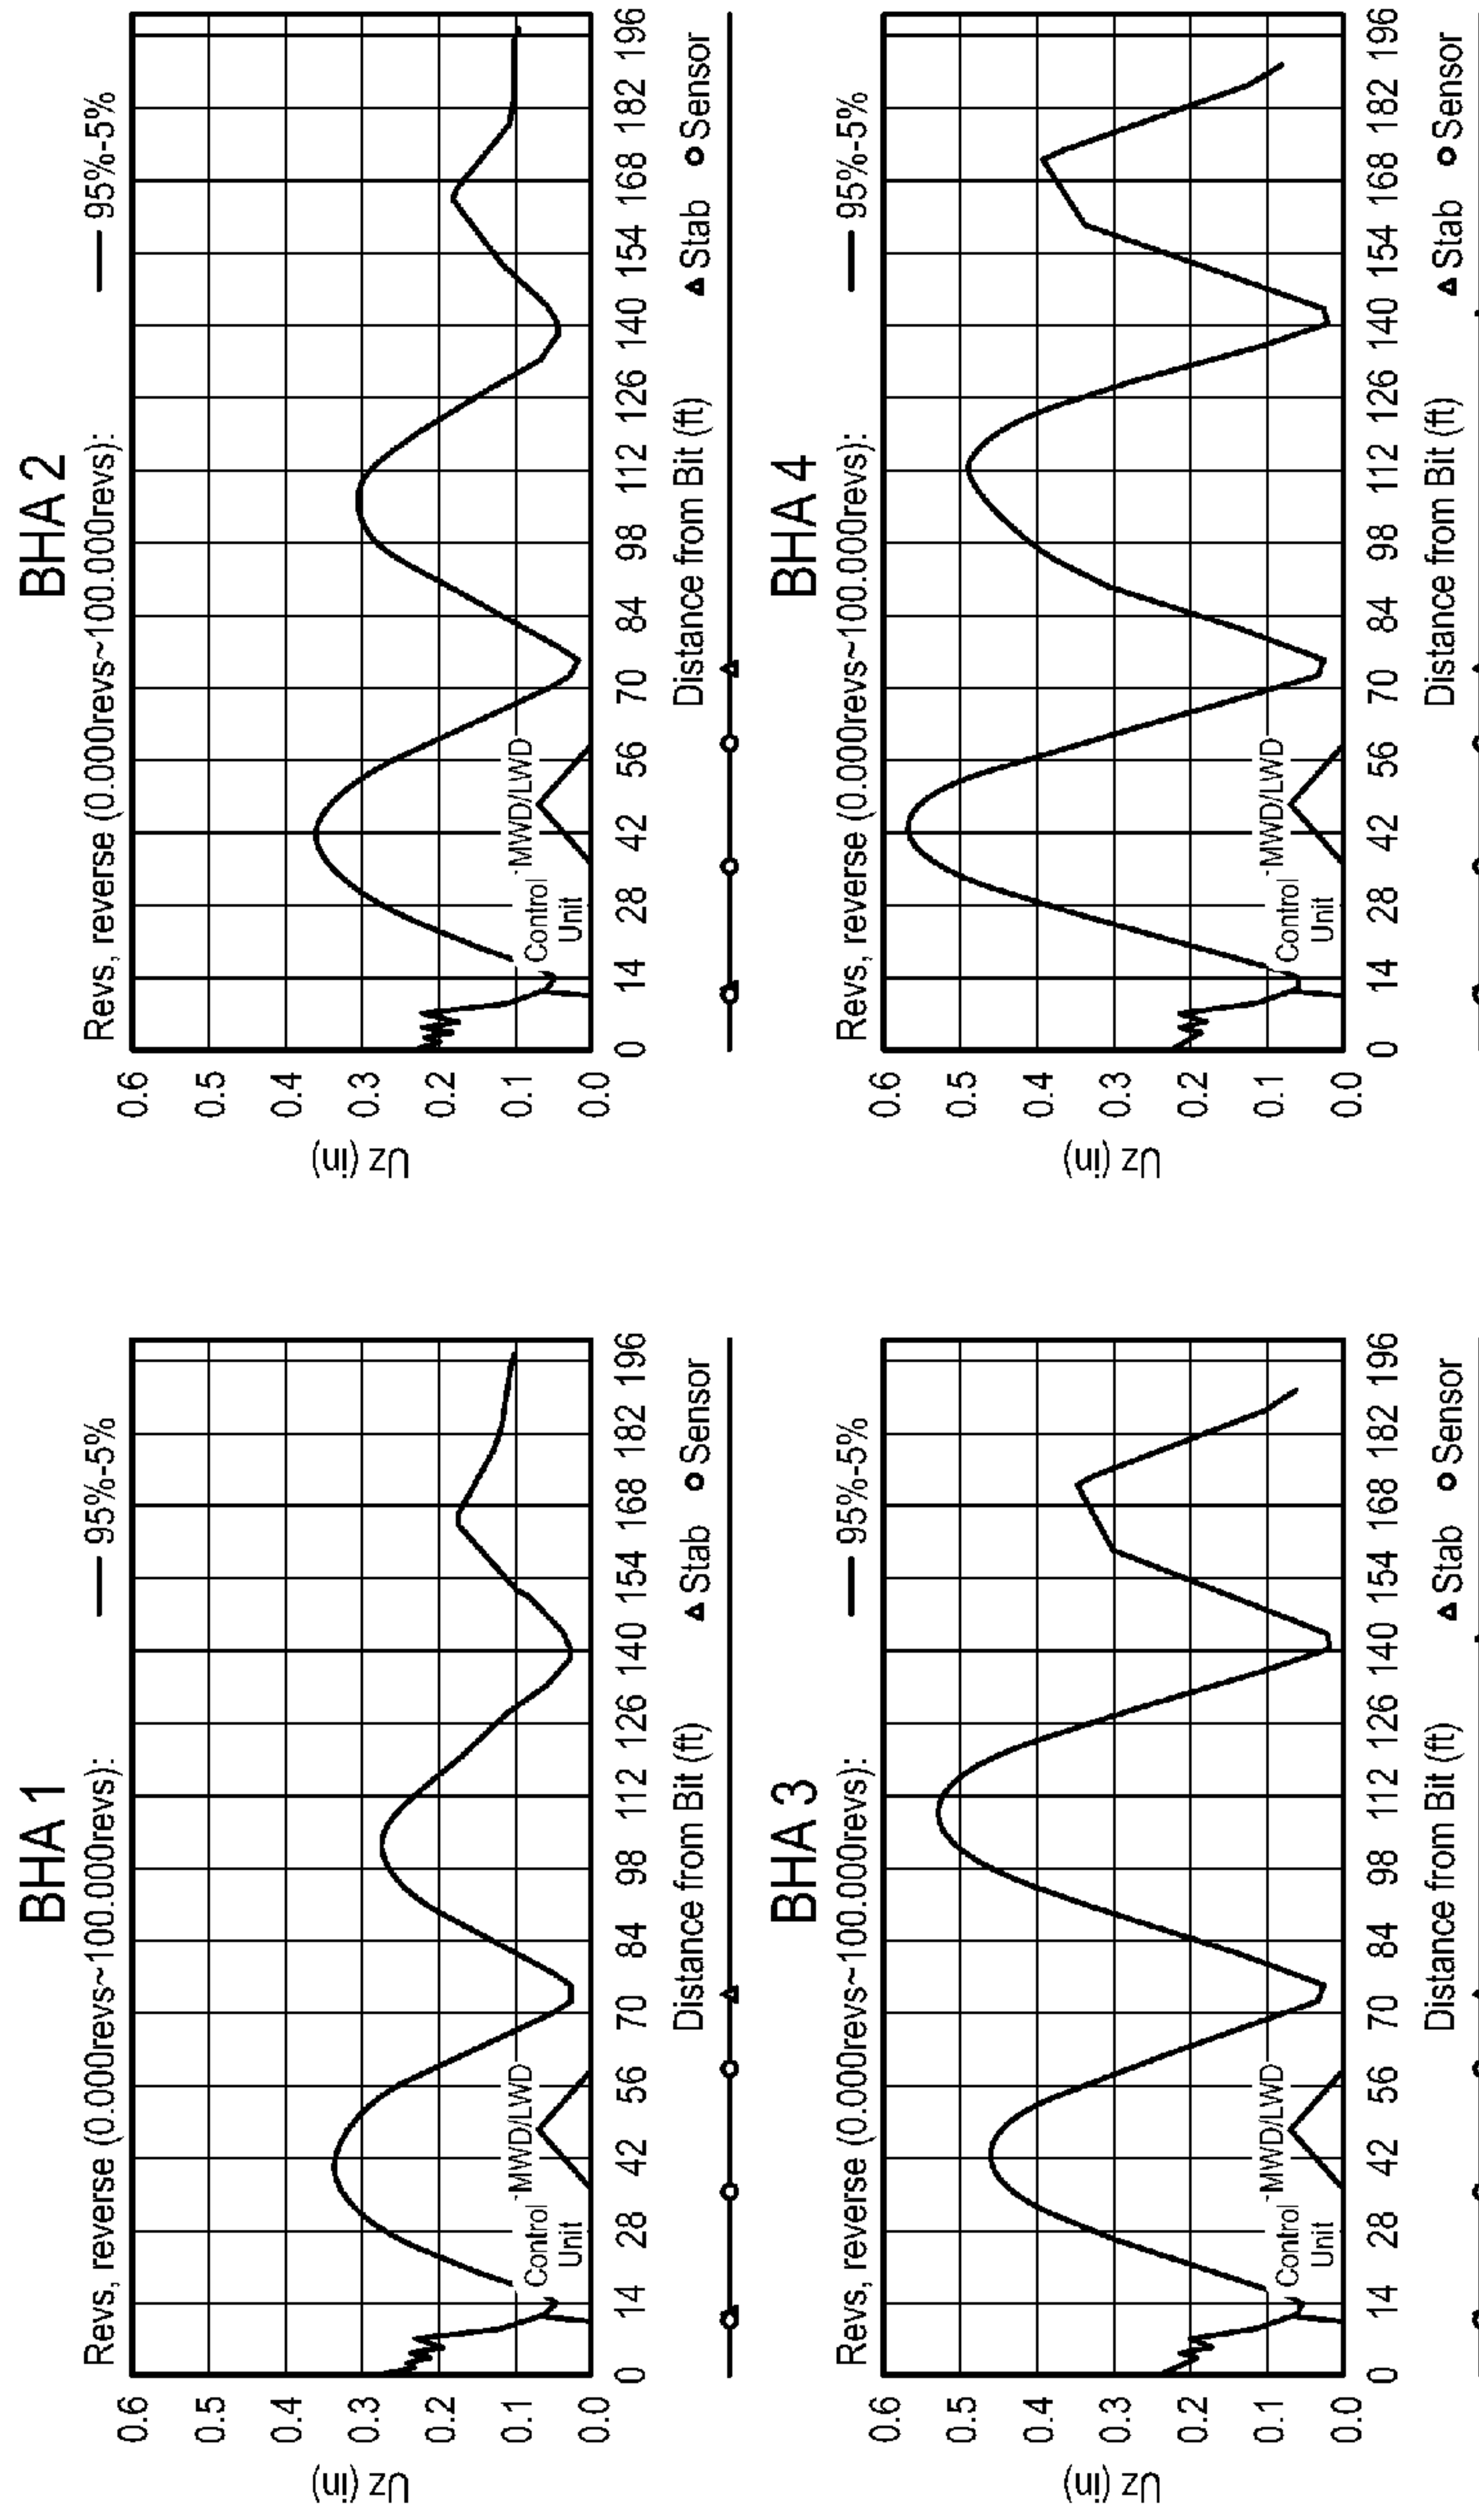 BHA 1
Revs, reverse (0.000revs~100.000revs):
95%-5%
0.6
0.5
0.4
0.3
0.2
0.1
0.0
Uz (in)
Control
Unit
MWD/LWD
0 14 28 42 56 70 84 98 112 126 140 154 168 182 196
Distance from Bit (ft)
Stab
Sensor
BHA 2
Revs, reverse (0.000revs~100.000revs):
95%-5%
0.6
0.5
0.4
0.3
0.2
0.1
0.0
Uz (in)
Control
Unit
MWD/LWD
0 14 28 42 56 70 84 98 112 126 140 154 168 182 196
Distance from Bit (ft)
Stab
Sensor
BHA 3
Revs, reverse (0.000revs~100.000revs):
95%-5%
0.6
0.5
0.4
0.3
0.2
0.1
0.0
Uz (in)
Control
Unit
MWD/LWD
0 14 28 42 56 70 84 98 112 126 140 154 168 182 196
Distance from Bit (ft)
Stab
Sensor
BHA 4
Revs, reverse (0.000revs~100.000revs):
95%-5%
0.6
0.5
0.4
0.3
0.2
0.1
0.0
Uz (in)
Control
Unit
MWD/LWD
0 14 28 42 56 70 84 98 112 126 140 154 168 182 196
Distance from Bit (ft)
Stab
Sensor